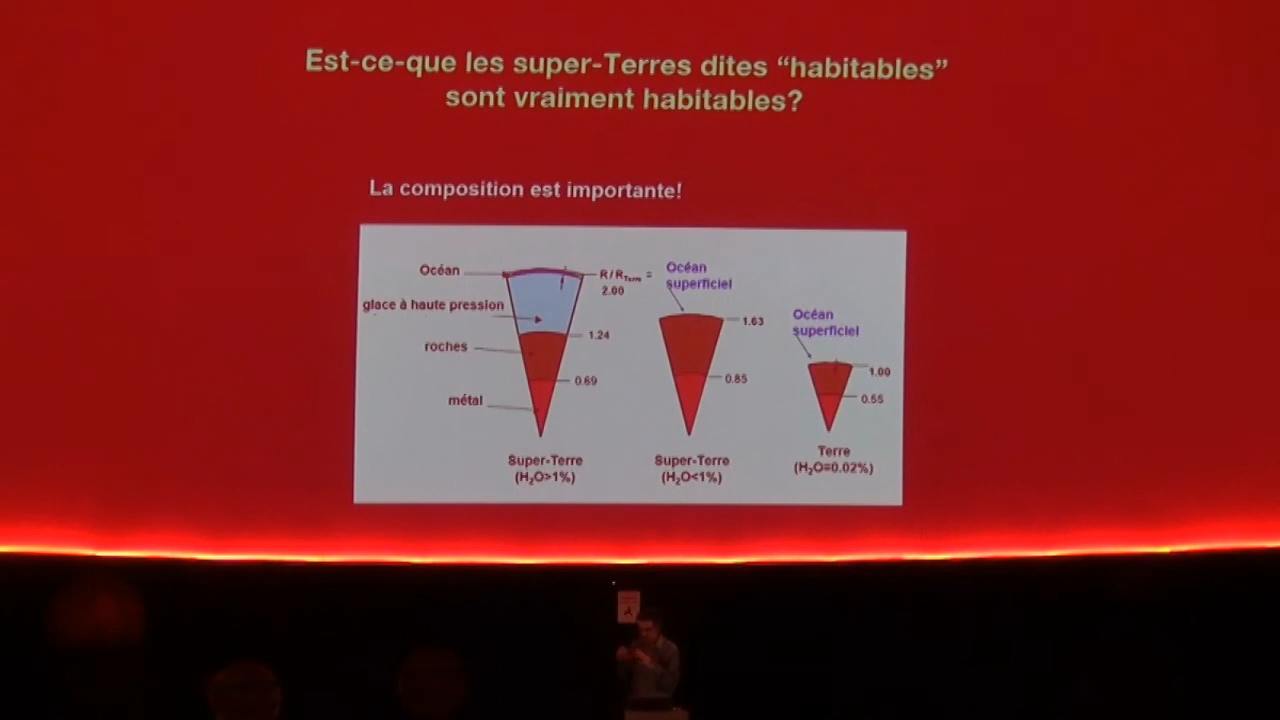 Est-ce-que les super-Terres dites “habitables”
sont vraiment habitables?
La composition est importante!
Océan
glace à haute pression
roches
métal
R/R_Terre =
2.00
1.24
0.69
Super-Terre
(H₂O>1%)
Océan
superficiel
1.63
0.85
Super-Terre
(H₂O<1%)
Océan
superficiel
1.00
0.55
Terre
(H₂O=0.02%)